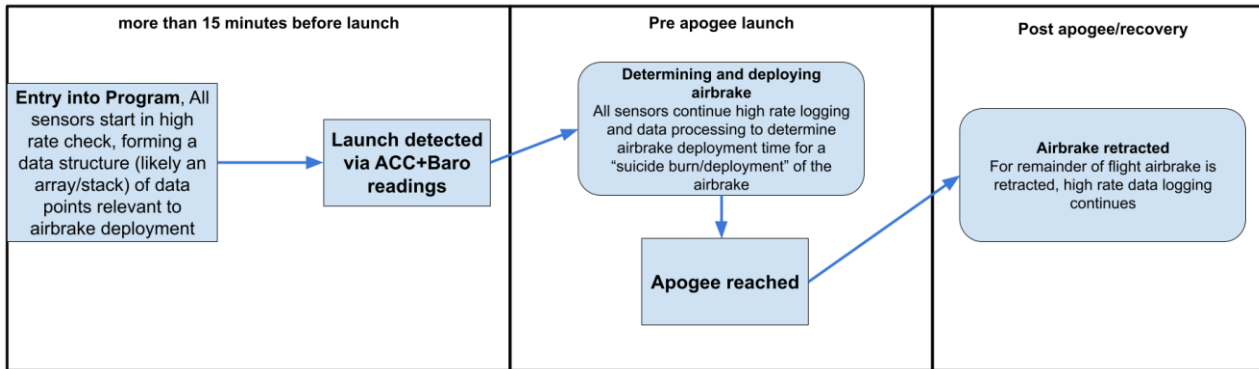 more than 15 minutes before launch
Entry into Program, All
sensors start in high
rate check, forming a
data structure (likely an
array/stack) of data
points relevant to
airbrake deployment
Launch detected
via ACC+Baro
readings
Pre apogee launch
Determining and deploying
airbrake
All sensors continue high rate logging
and data processing to determine
airbrake deployment time for a
“suicide burn/deployment” of the
airbrake
Apogee reached
Post apogee/recovery
Airbrake retracted
For remainder of flight airbrake is
retracted, high rate data logging
continues